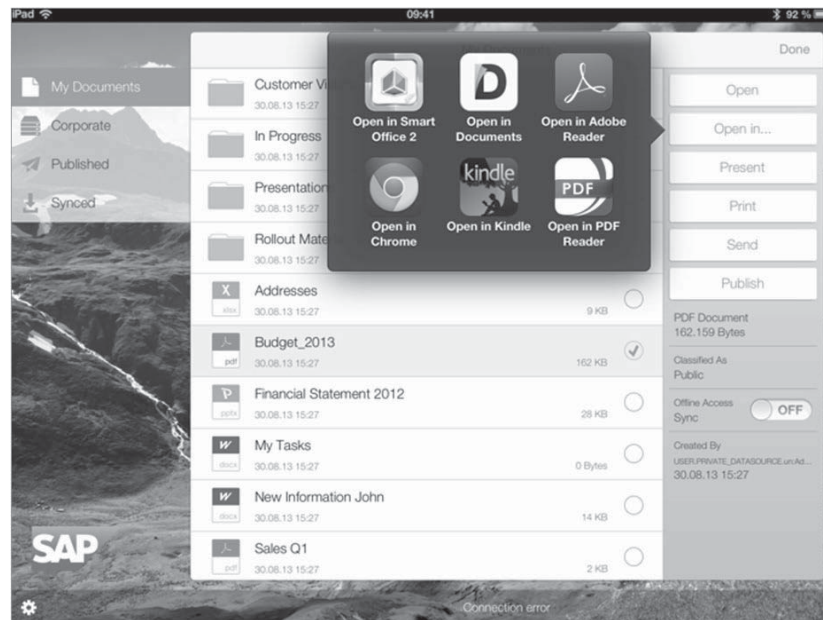 iPad 09:41 92 %
Done
My Documents
Corporate
Published
Synced
Customer Vi
30.08.13 15:27
In Progress
30.08.13 15:27
Presentation
30.08.13 15:27
Rollout Mate
30.08.13 15:27
Addresses
xlsx 30.08.13 15:27 9 KB
Budget_2013
pdf 30.08.13 15:27 162 KB
Financial Statement 2012
pptx 30.08.13 15:27 28 KB
My Tasks
docx 30.08.13 15:27 0 Bytes
New Information John
docx 30.08.13 15:27 14 KB
Sales Q1
pdf 30.08.13 15:27 2 KB
Open in Smart
Office 2
Open in
Documents
Open in Adobe
Reader
kindle
PDF
Open in
Chrome
Open in Kindle
Open in PDF
Reader
Open
Open in...
Present
Print
Send
Publish
PDF Document
162.159 Bytes
Classified As
Public
Offline Access
Sync
OFF
Created By
USER.PRIVATE_DATASOURCE.un:Ad...
30.08.13 15:27
SAP
Connection error